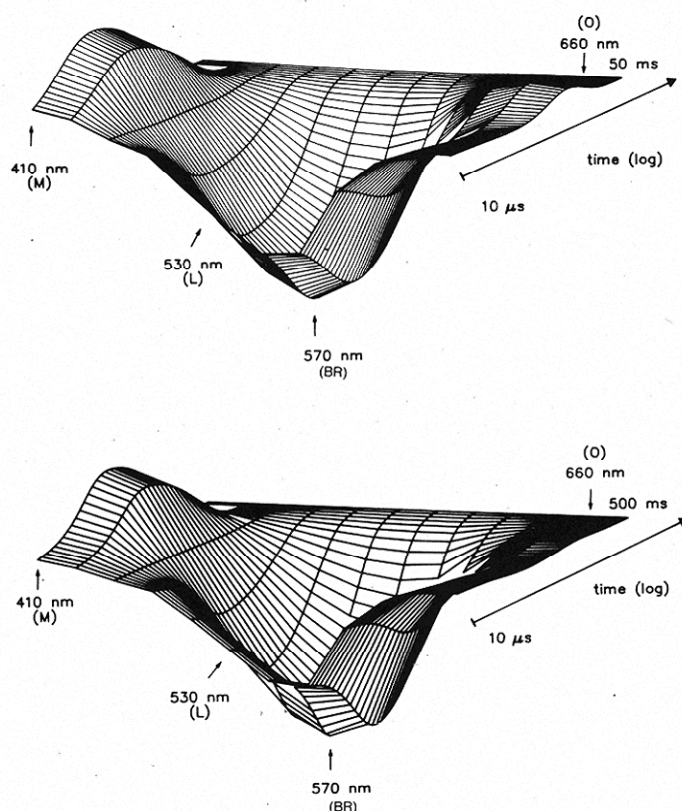 (O)
660 nm
50 ms
410 nm
(M)
time (log)
10 μs
530 nm
(L)
570 nm
(BR)
(O)
660 nm
500 ms
410 nm
(M)
time (log)
10 μs
530 nm
(L)
570 nm
(BR)